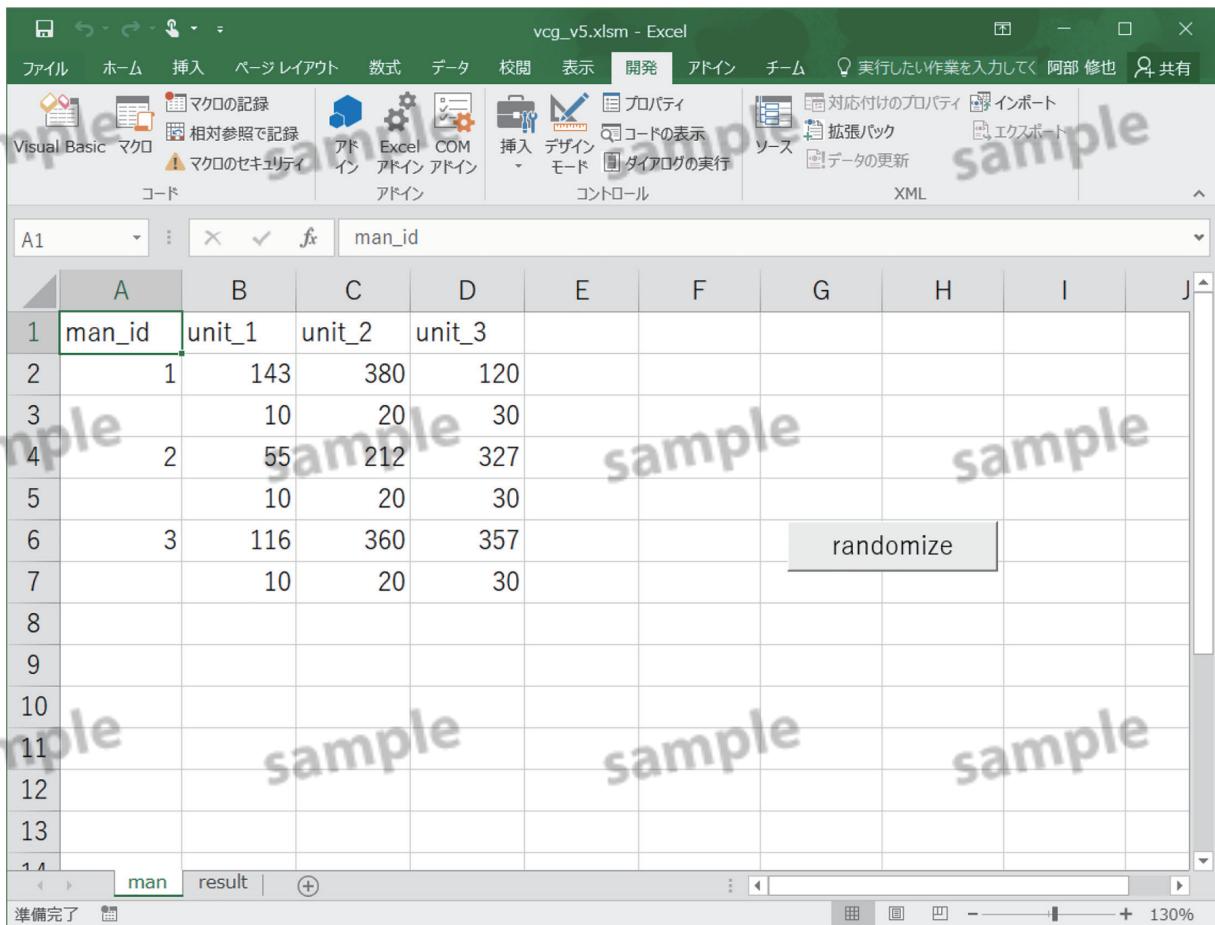 vcg_v5.xlsm - Excel
ファイル ホーム 挿入 ページ レイアウト 数式 データ 校閲 表示 開発 アドイン チーム 実行したい作業を入力してく 阿部 修也 共有
Visual Basic マクロ マクロの記録 相対参照で記録 マクロのセキュリティ
コード
アドイン Excel アドイン COM アドイン
アドイン
挿入 デザイン モード プロパティ コードの表示 ダイアログの実行
コントロール
ソース 対応付けのプロパティ 拡張パック データの更新 インポート エクスポート
XML
A1 fx man_id
A B C D E F G H I J
1 man_id unit_1 unit_2 unit_3
2 1 143 380 120
3 10 20 30
4 2 55 212 327
5 10 20 30
6 3 116 360 357
7 10 20 30
randomize
8
9
10
11
12
13
14
man result
準備完了 130%
sample sample sample sample
sample sample sample
sample sample sample